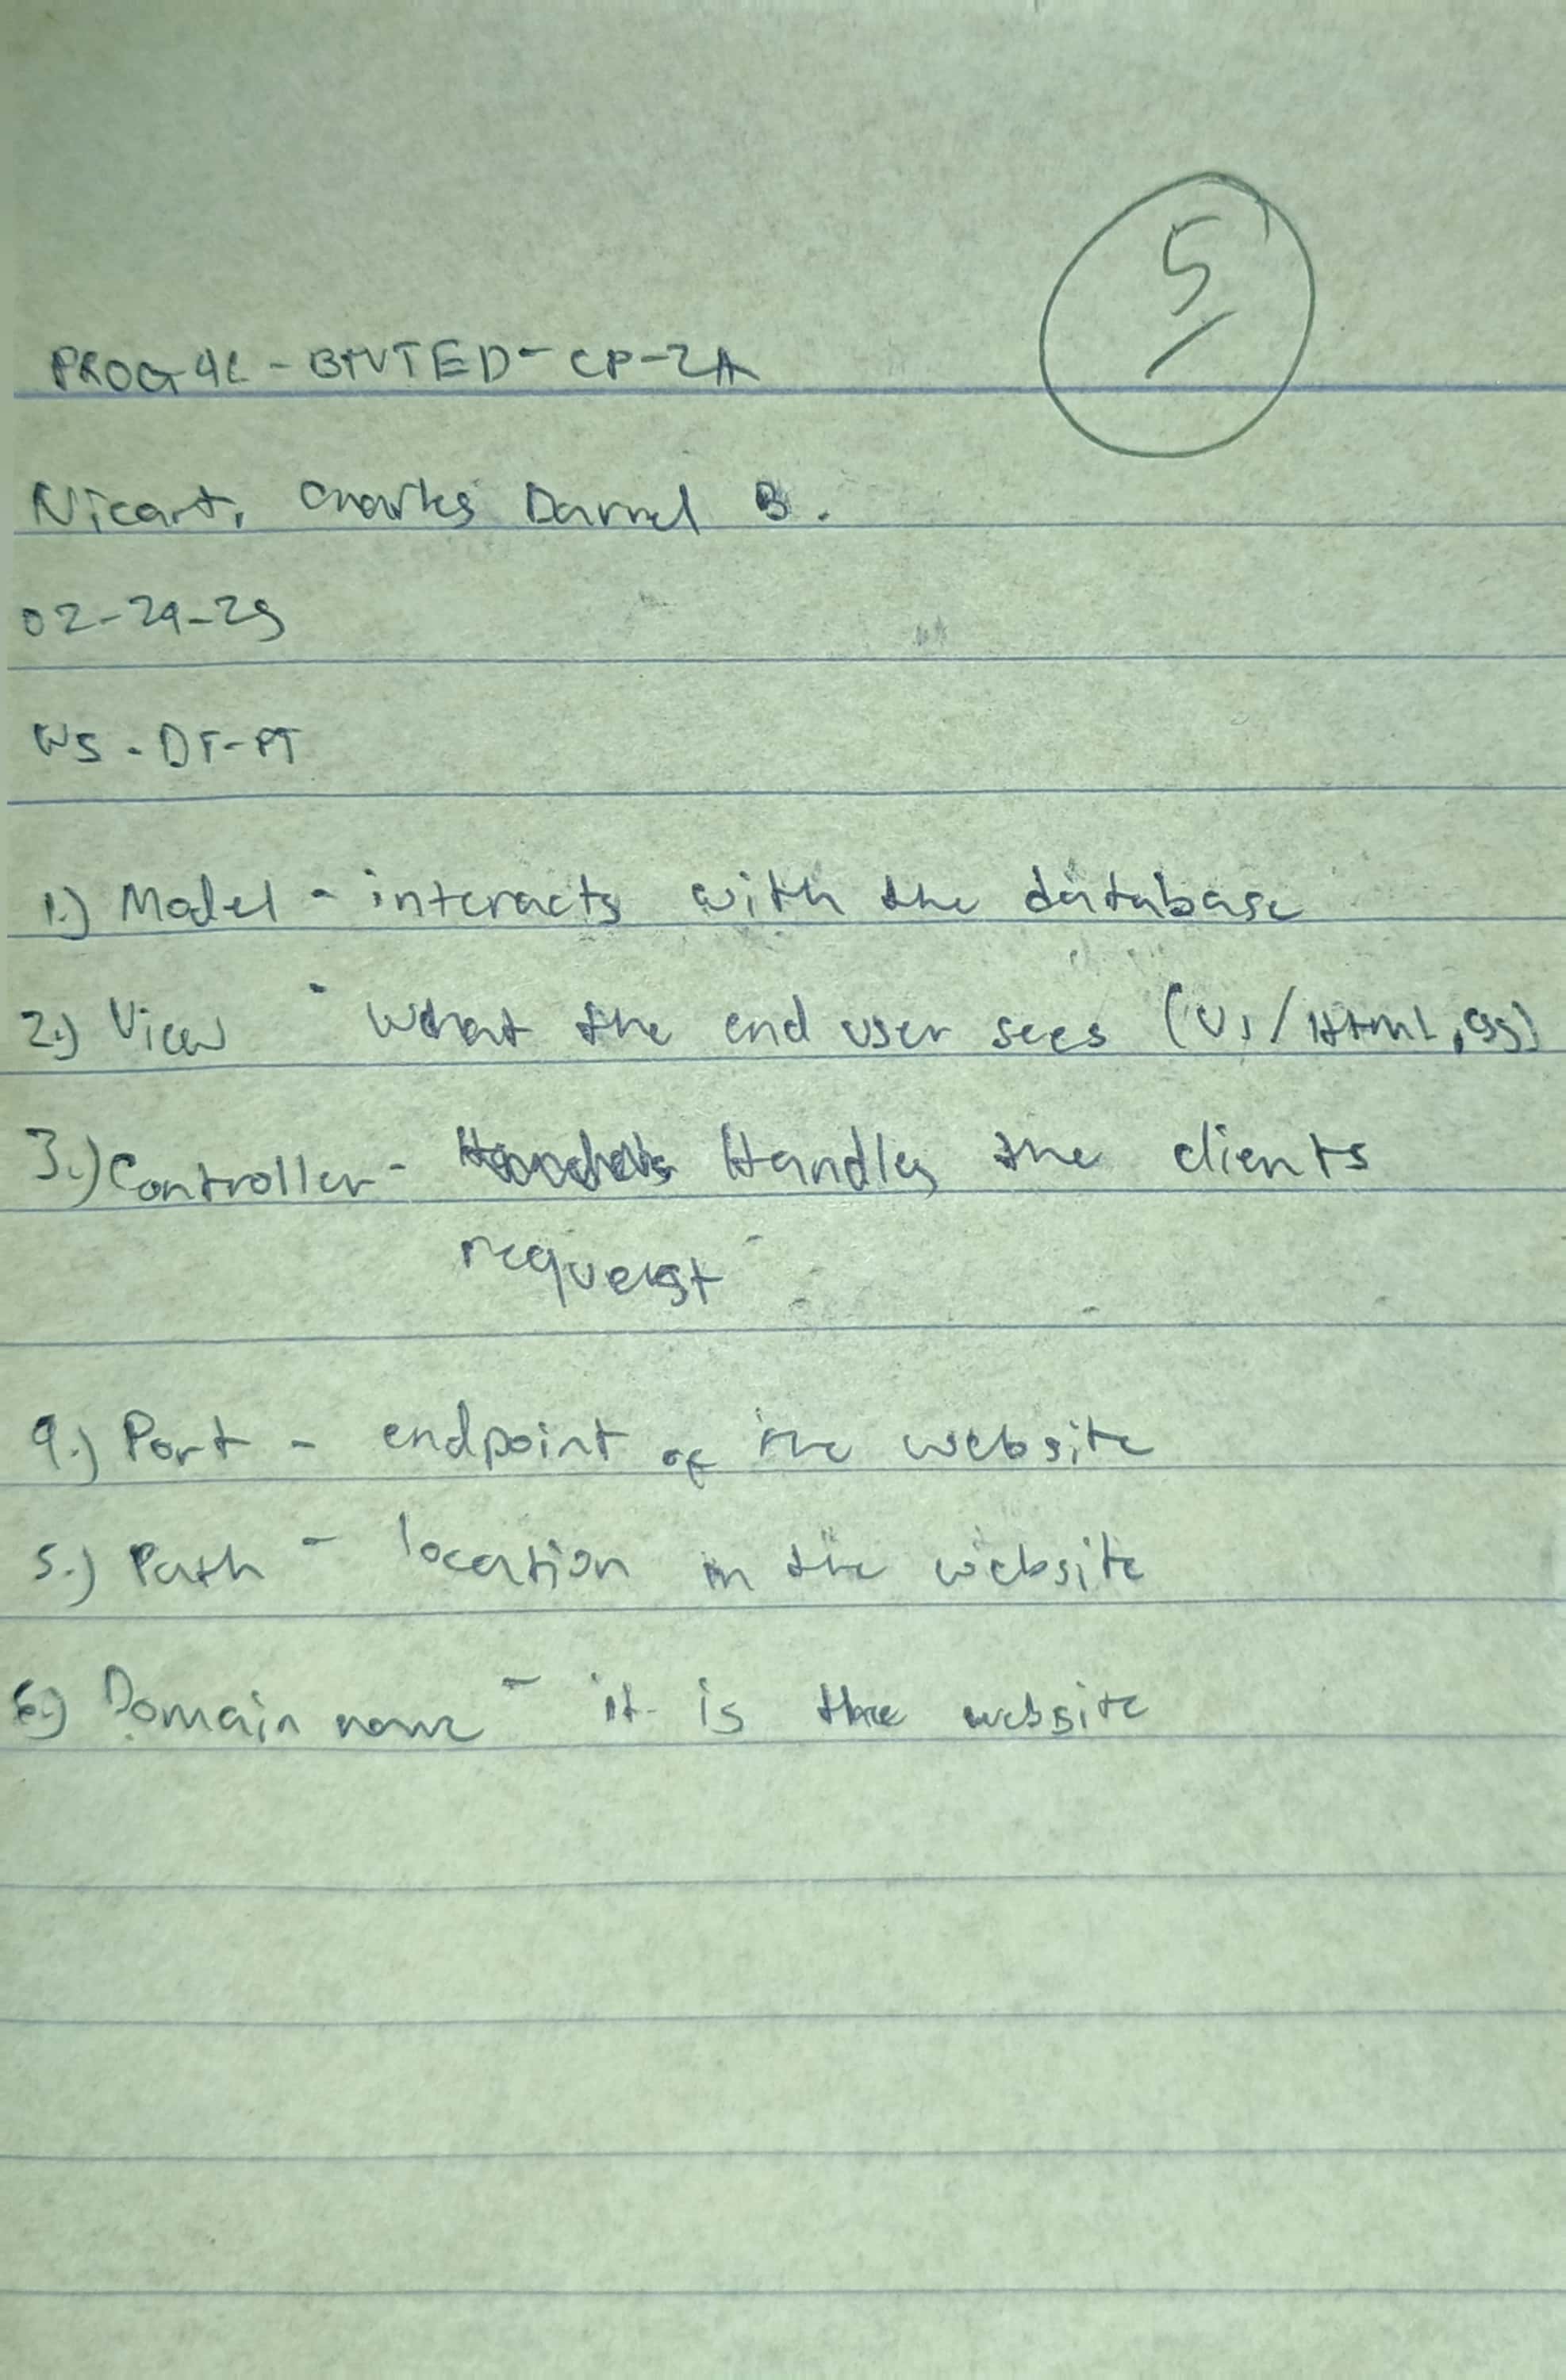 5
PROG4L - BTVTED - CP-2A
Nicart, Charles Darrel B.
02-24-25
WS - DT-PT
1.) Model - interacts with the database
2.) View - What the end user sees (UI/HTML,
3.) Controller - Handles the clients
request
4.) Port - endpoint of the website
5.) Path - location in the website
6.) Domain name - it is the website